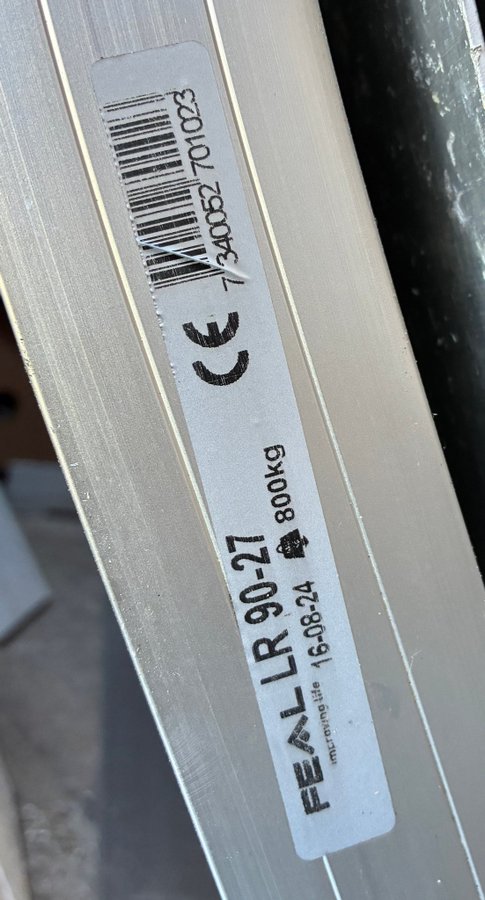 FEAL LR 90-27
improving life 16-08-24 800kg
CE
7 340052 701023